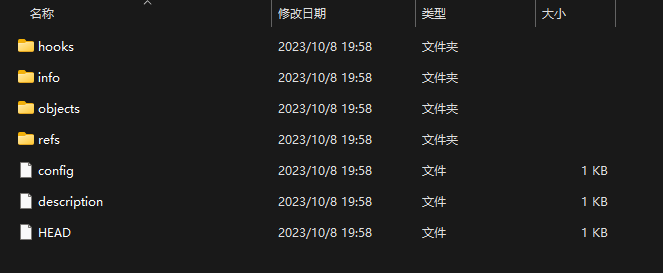 名称 修改日期 类型 大小
hooks 2023/10/8 19:58 文件夹
info 2023/10/8 19:58 文件夹
objects 2023/10/8 19:58 文件夹
refs 2023/10/8 19:58 文件夹
config 2023/10/8 19:58 文件 1 KB
description 2023/10/8 19:58 文件 1 KB
HEAD 2023/10/8 19:58 文件 1 KB